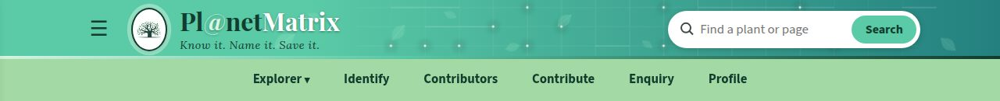 Pl@netMatrix
Know it. Name it. Save it.
Find a plant or page
Search
Explorer ▾
Identify
Contributors
Contribute
Enquiry
Profile